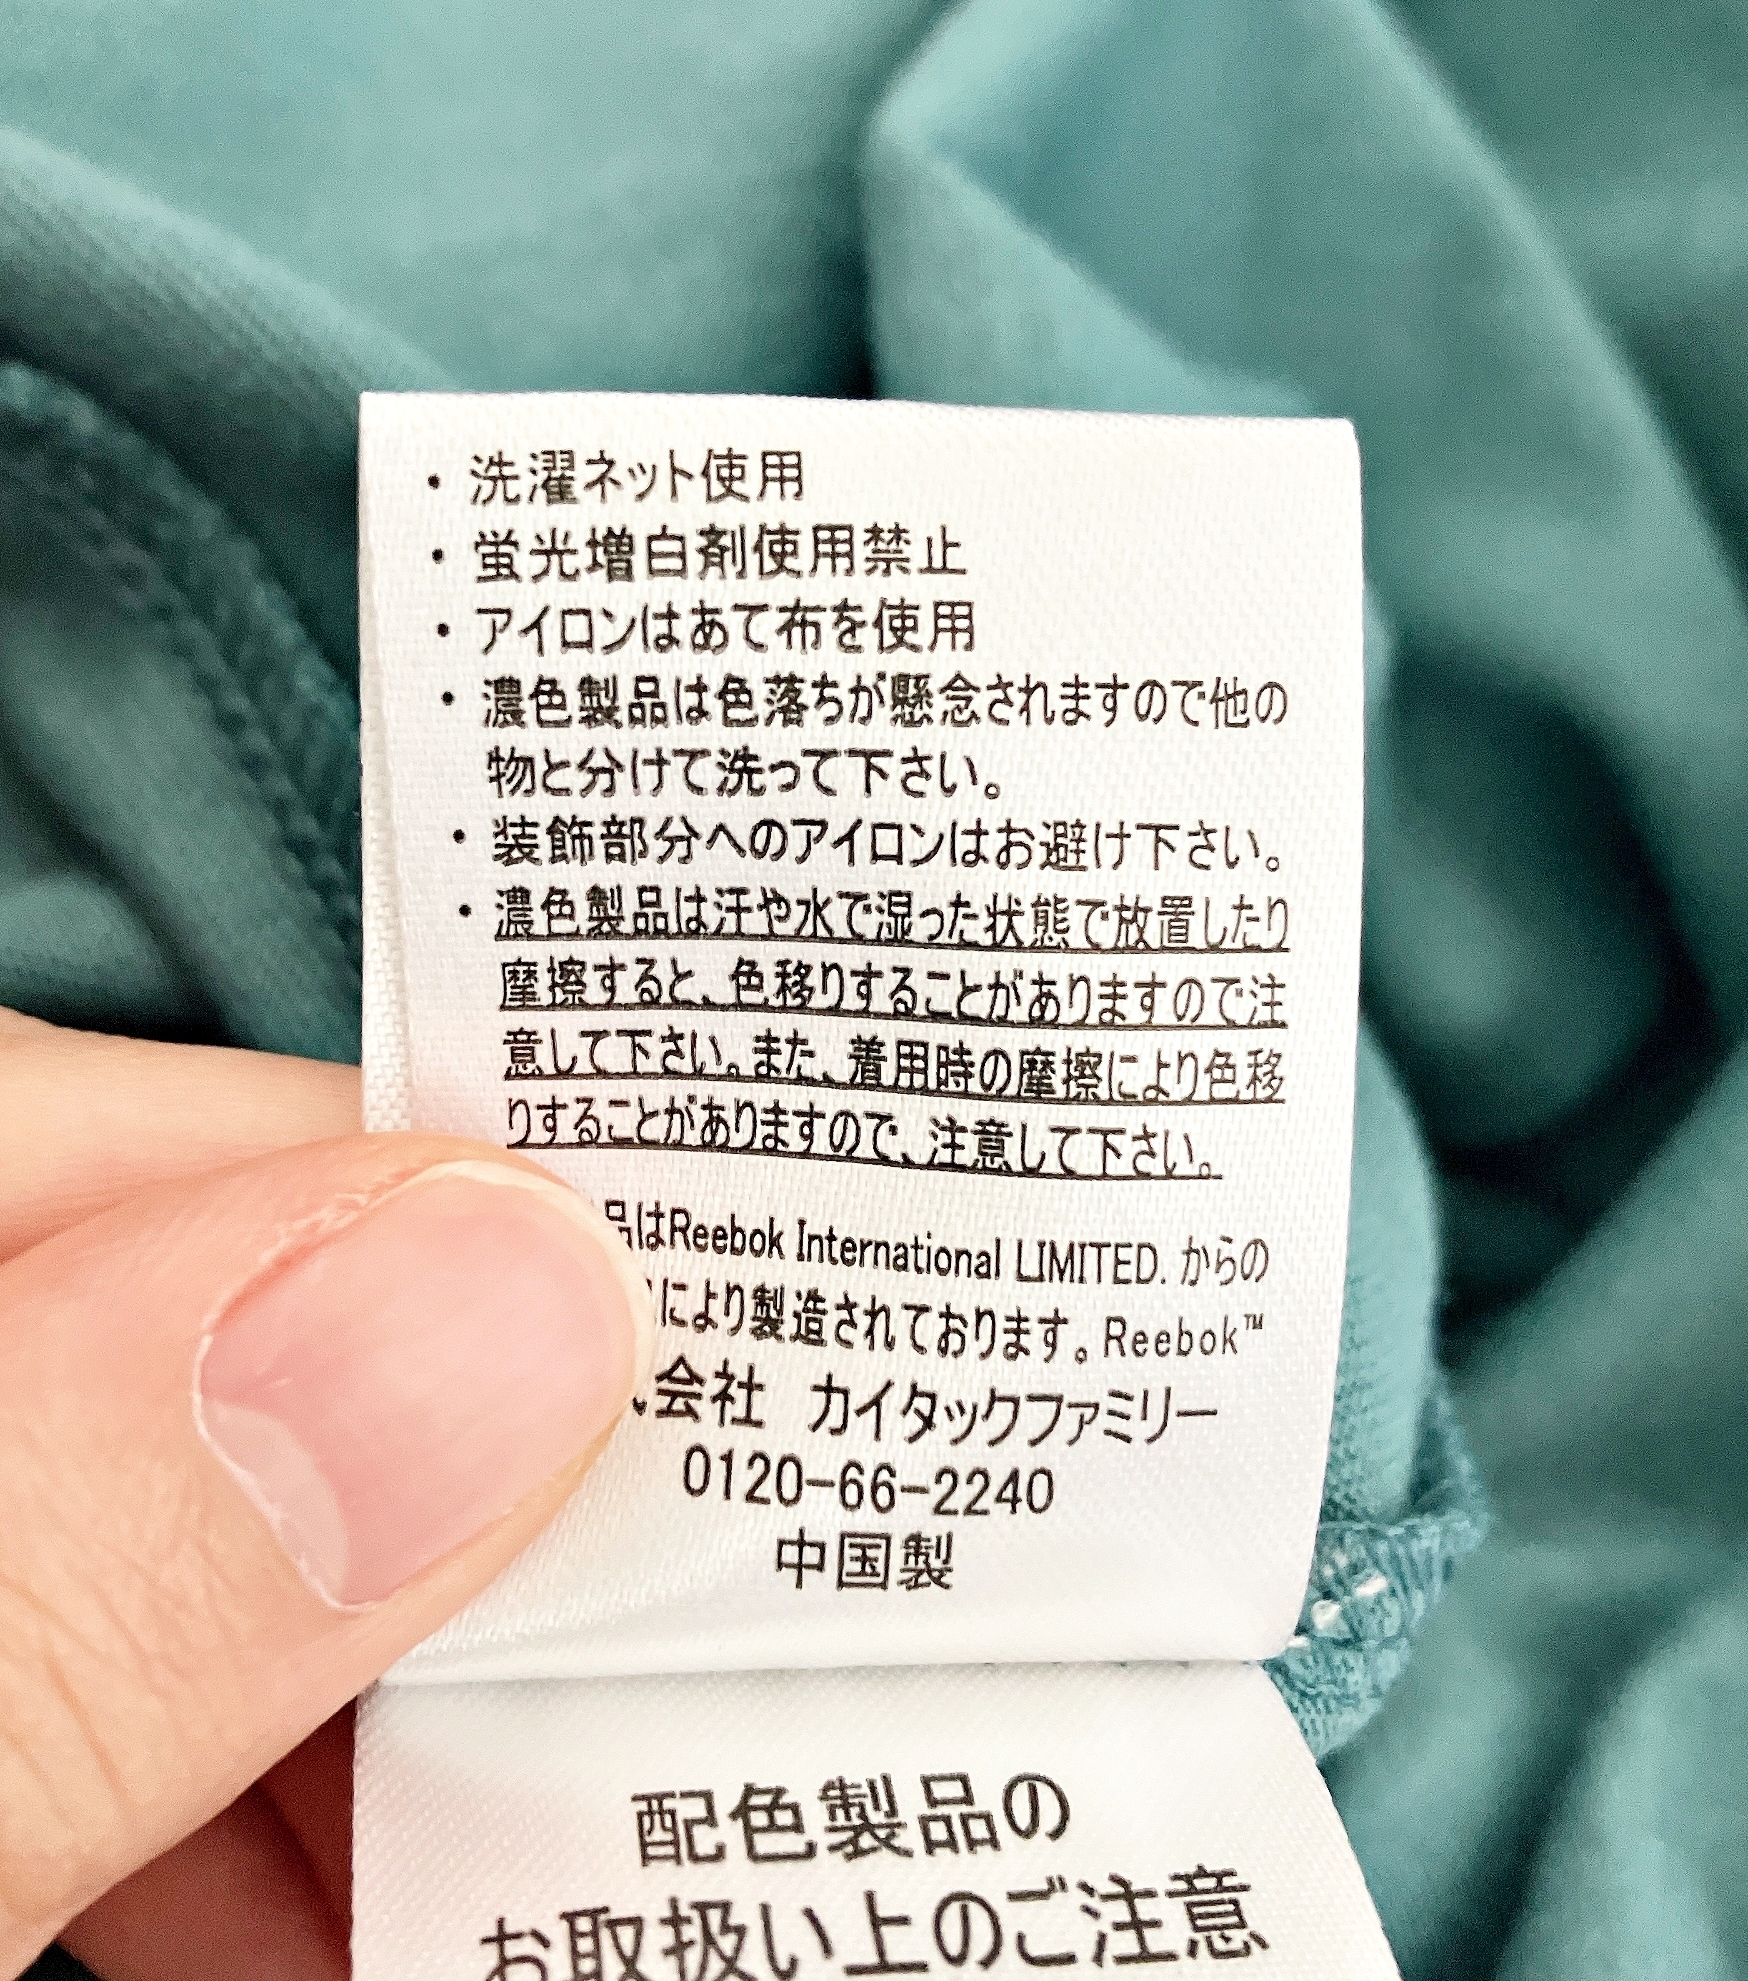 ・洗濯ネット使用
・蛍光増白剤使用禁止
・アイロンはあて布を使用
・濃色製品は色落ちが懸念されますので他の
物と分けて洗って下さい。
・装飾部分へのアイロンはお避け下さい。
・濃色製品は汗や水で湿った状態で放置したり
摩擦すると、色移りすることがありますので注
意して下さい。また、着用時の摩擦により色移
りすることがありますので、注意して下さい。
品はReebok International LIMITED. からの
により製造されております。Reebok™
会社 カイタックファミリー
0120-66-2240
中国製
配色製品の
お取扱い上のご注意